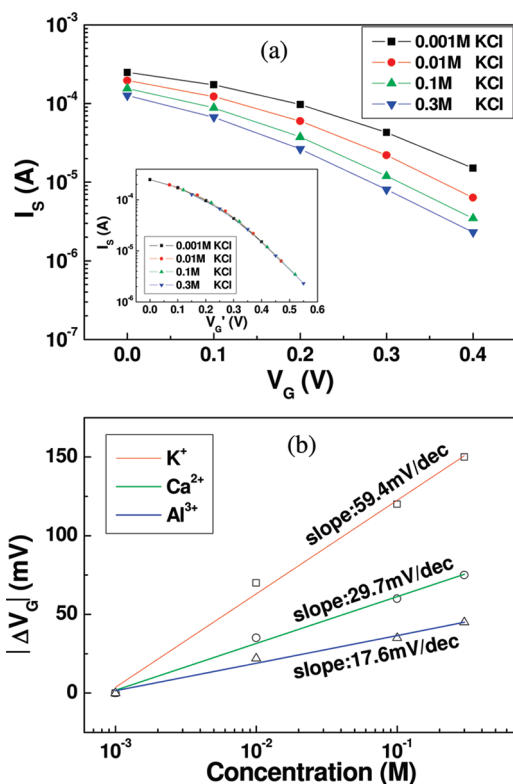 (a)
10⁻³
10⁻⁴
10⁻⁵
10⁻⁶
10⁻⁷
I_S (A)
0.001M KCl
0.01M KCl
0.1M KCl
0.3M KCl
10⁻⁴
10⁻⁵
10⁻⁶
I_S (A)
0.001M KCl
0.01M KCl
0.1M KCl
0.3M KCl
0.0 0.1 0.2 0.3 0.4 0.5 0.6
V_G' (V)
0.0 0.1 0.2 0.3 0.4
V_G (V)
(b)
150
100
50
0
|ΔV_G| (mV)
K⁺
Ca²⁺
Al³⁺
slope:59.4mV/dec
slope:29.7mV/dec
slope:17.6mV/dec
10⁻³ 10⁻² 10⁻¹
Concentration (M)